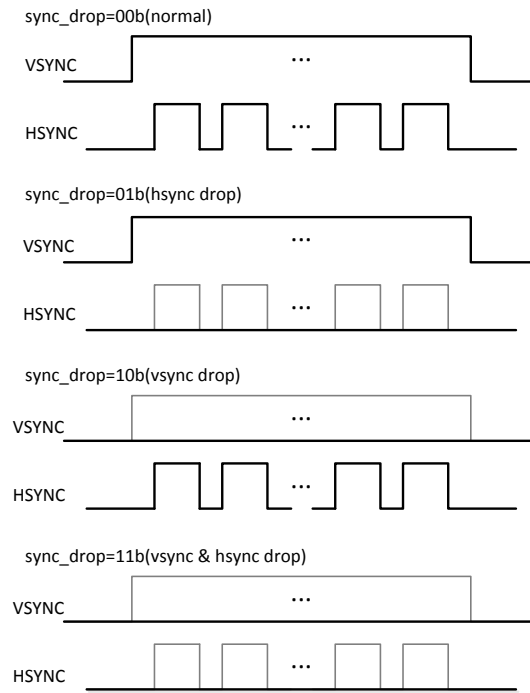 sync_drop=00b(normal)
VSYNC
...
HSYNC
...
sync_drop=01b(hsync drop)
VSYNC
...
HSYNC
...
sync_drop=10b(vsync drop)
VSYNC
...
HSYNC
...
sync_drop=11b(vsync & hsync drop)
VSYNC
...
HSYNC
...